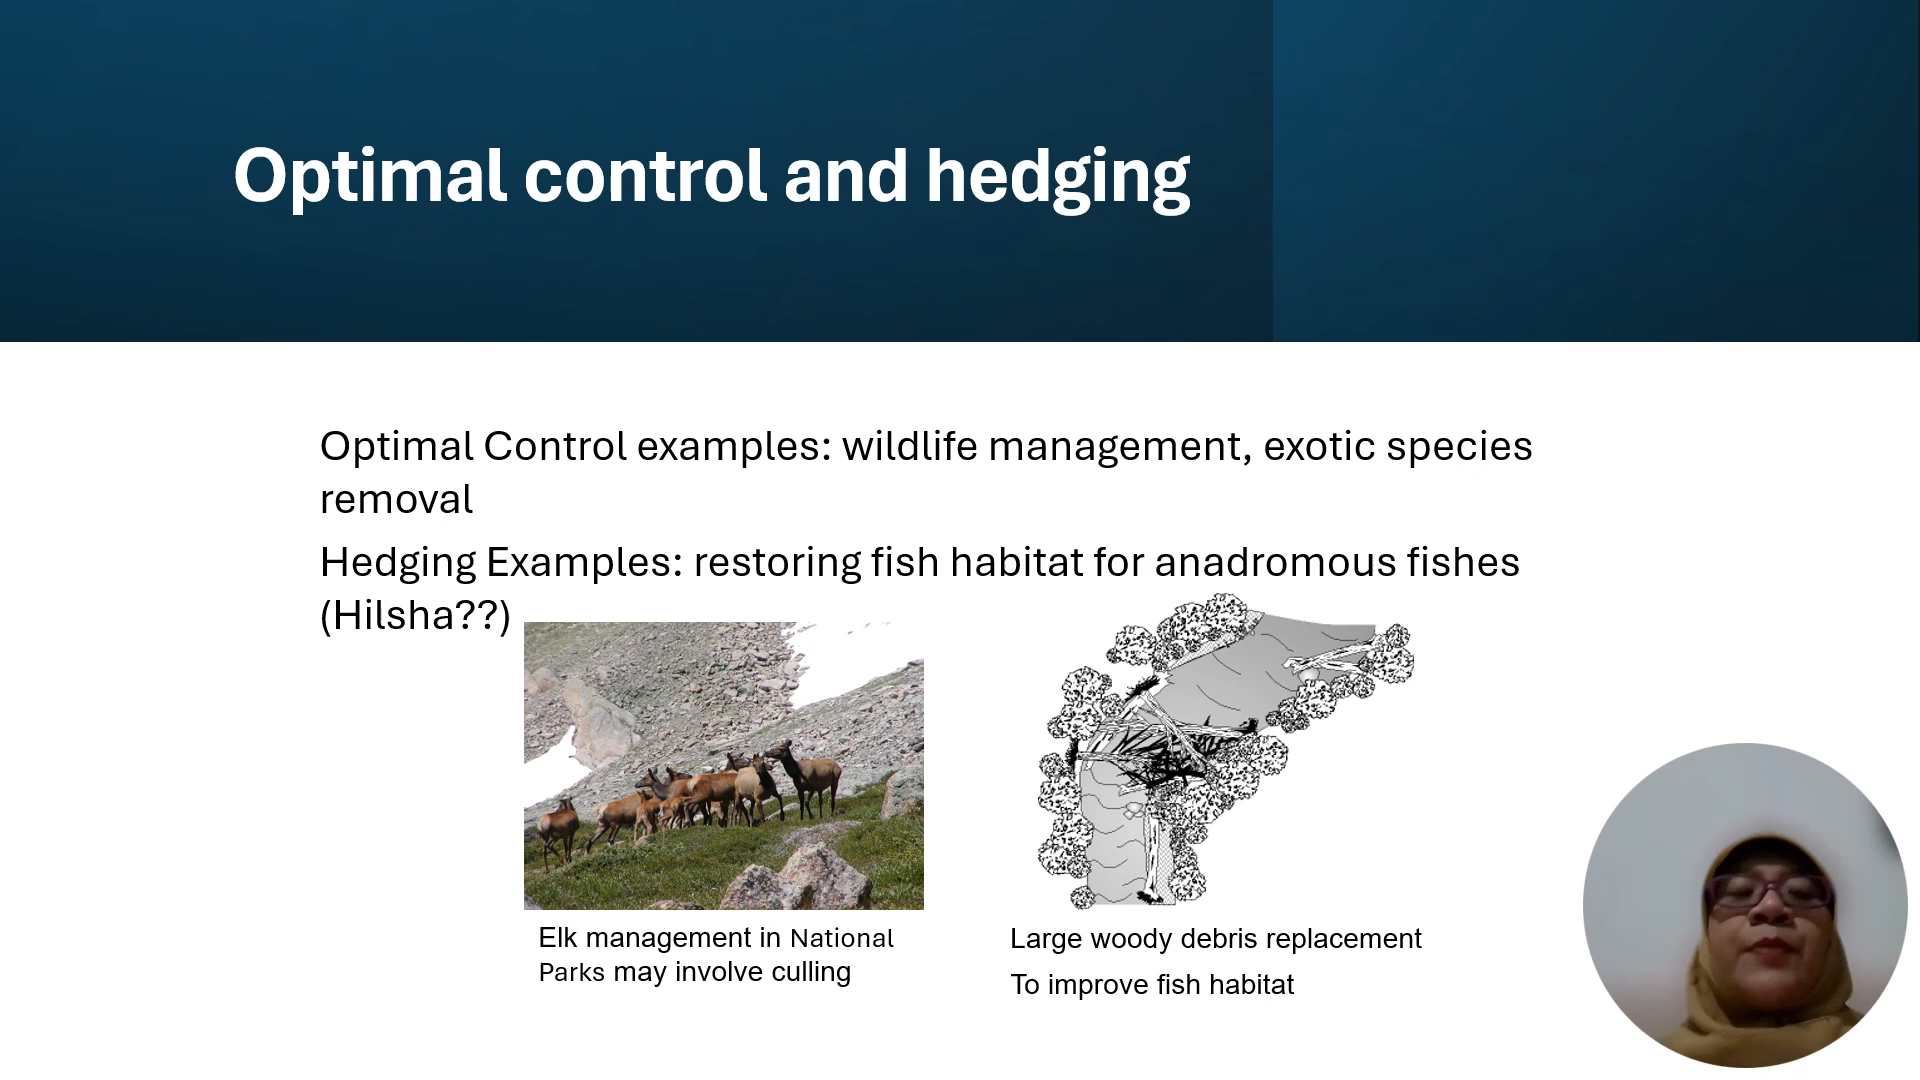 Optimal control and hedging
Optimal Control examples: wildlife management, exotic species
removal
Hedging Examples: restoring fish habitat for anadromous fishes
(Hilsha??)
Elk management in National
Parks may involve culling
Large woody debris replacement
To improve fish habitat